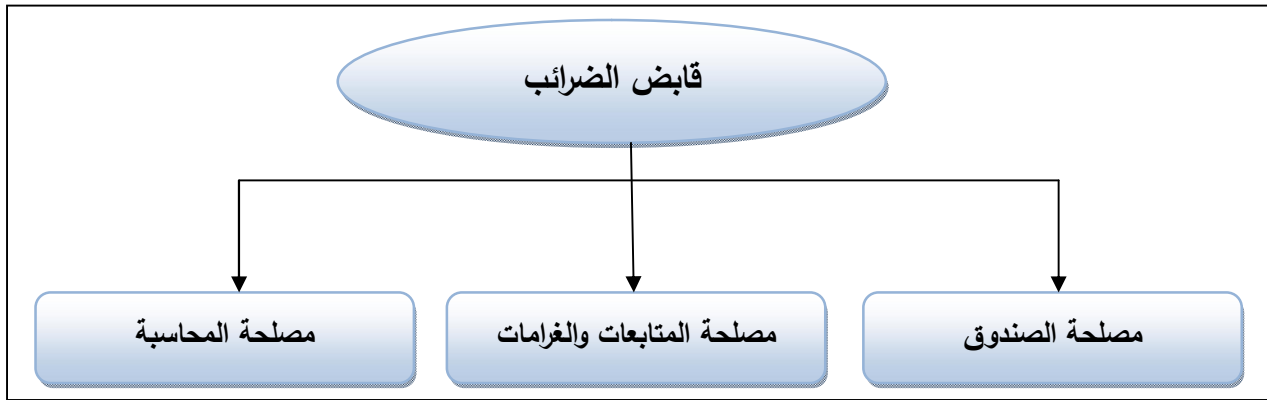 قابض الضرائب
مصلحة الصندوق
مصلحة المتابعات والغرامات
مصلحة المحاسبة